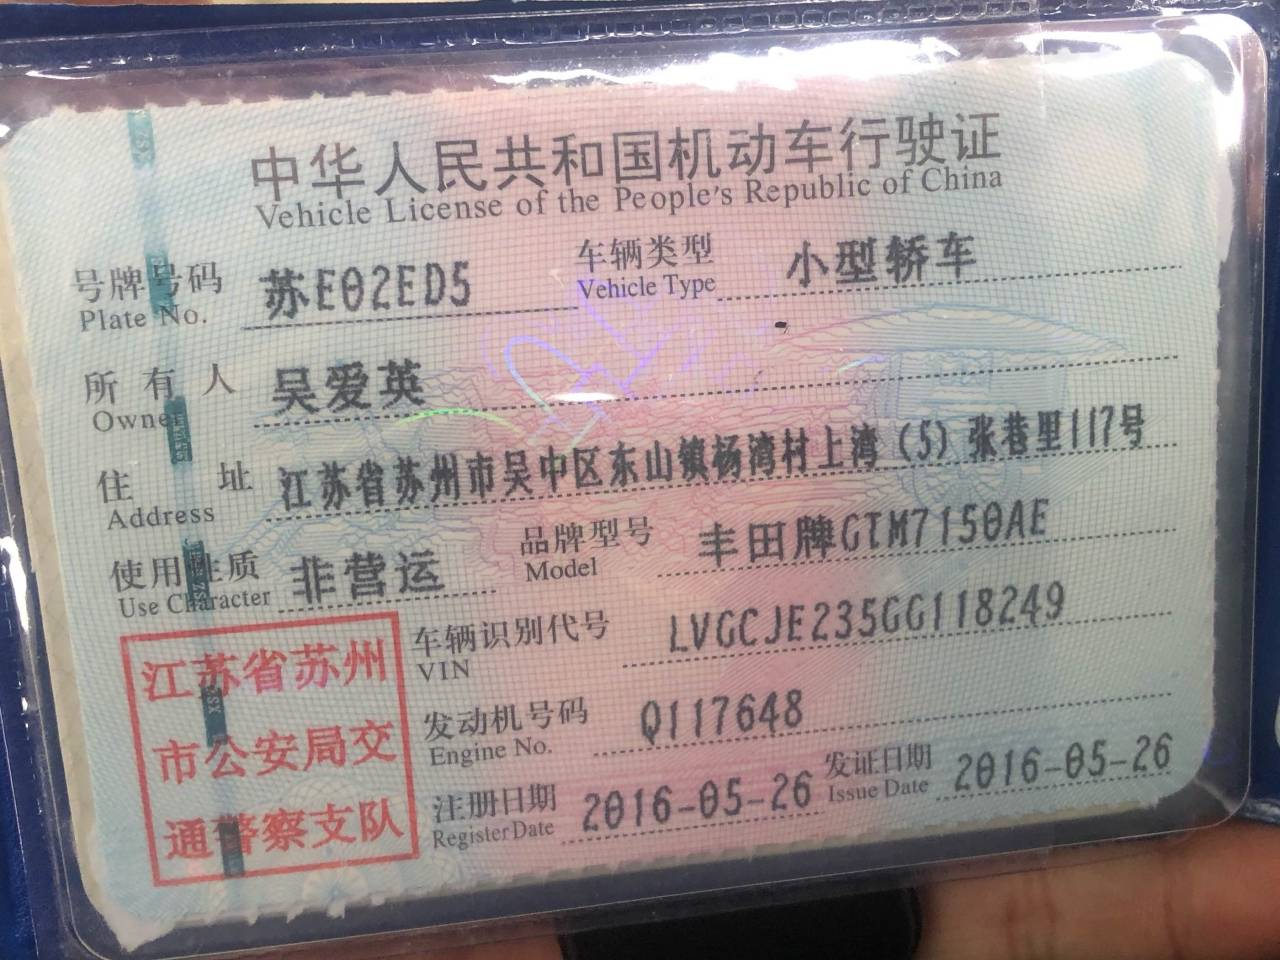 中华人民共和国机动车行驶证
Vehicle License of the People's Republic of China
号牌号码 苏E02ED5 车辆类型 小型轿车
Plate No. Vehicle Type
所有人 吴爱英
Owner
住址 江苏省苏州市吴中区东山镇杨湾村上湾(5)张巷里117号
Address
使用性质 非营运 品牌型号 丰田牌GTM7150AE
Use Character Model
车辆识别代号 LVGCJE235GG118249
VIN
发动机号码 Q117648
Engine No.
注册日期 2016-05-26 发证日期 2016-05-26
Register Date Issue Date
江苏省苏州
市公安局交
通警察支队